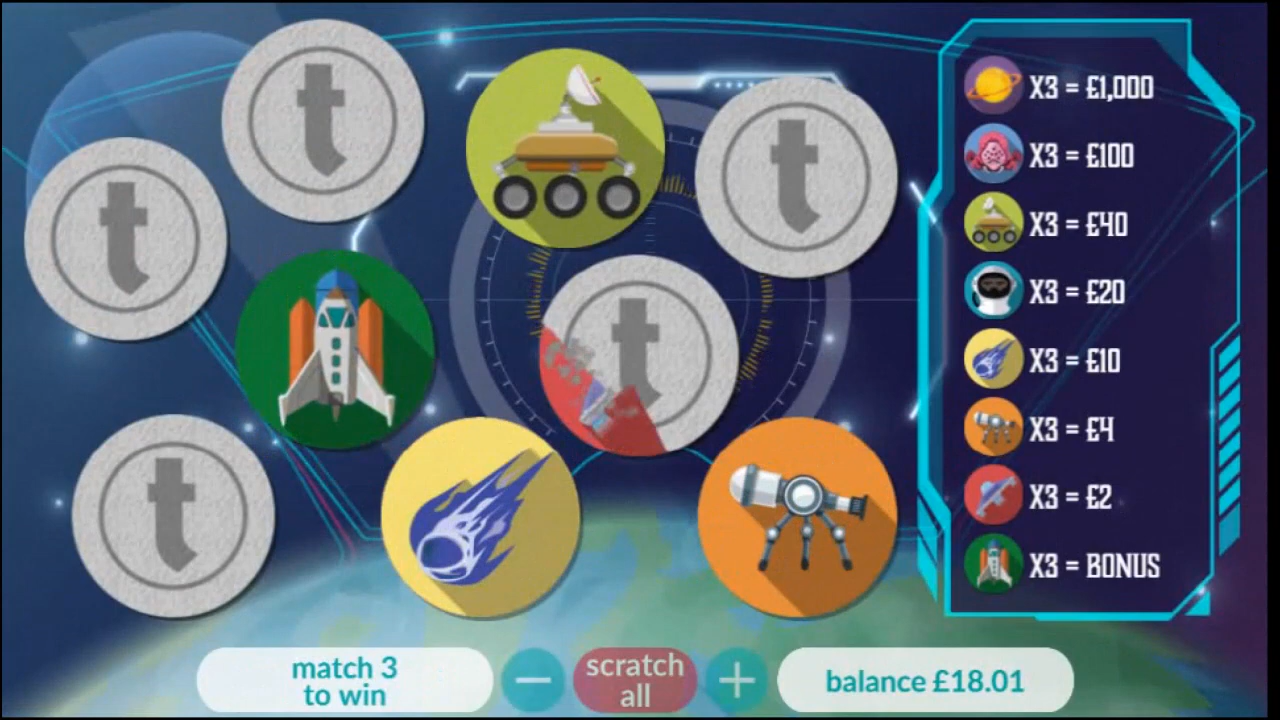 t
t
t
t
t
X3 = £1,000
X3 = £100
X3 = £40
X3 = £20
X3 = £10
X3 = £4
X3 = £2
X3 = BONUS
match 3
to win
−
scratch
all
+
balance £18.01